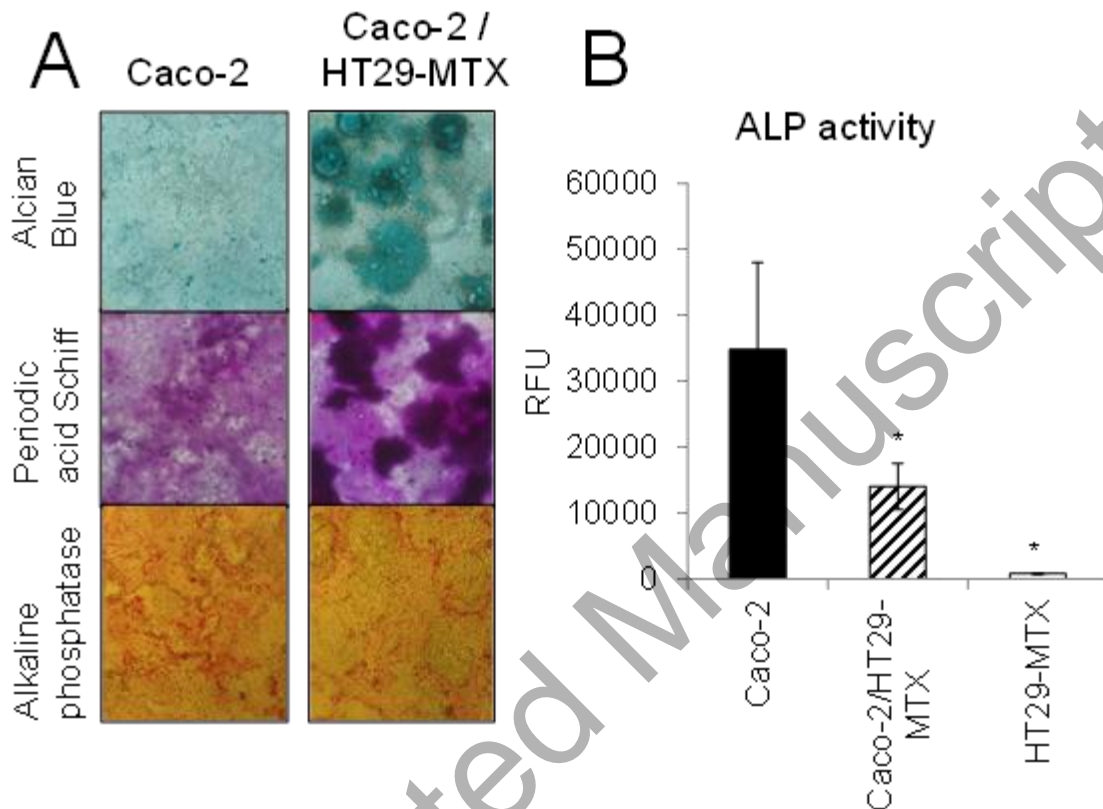 A
Caco-2
Caco-2 /
HT29-MTX
Alcian
Blue
Periodic
acid Schiff
Alkaline
phosphatase
B
ALP activity
RFU
60000
50000
40000
30000
20000
10000
0
*
*
Caco-2
Caco-2/HT29-
MTX
HT29-MTX
ted Manuscript